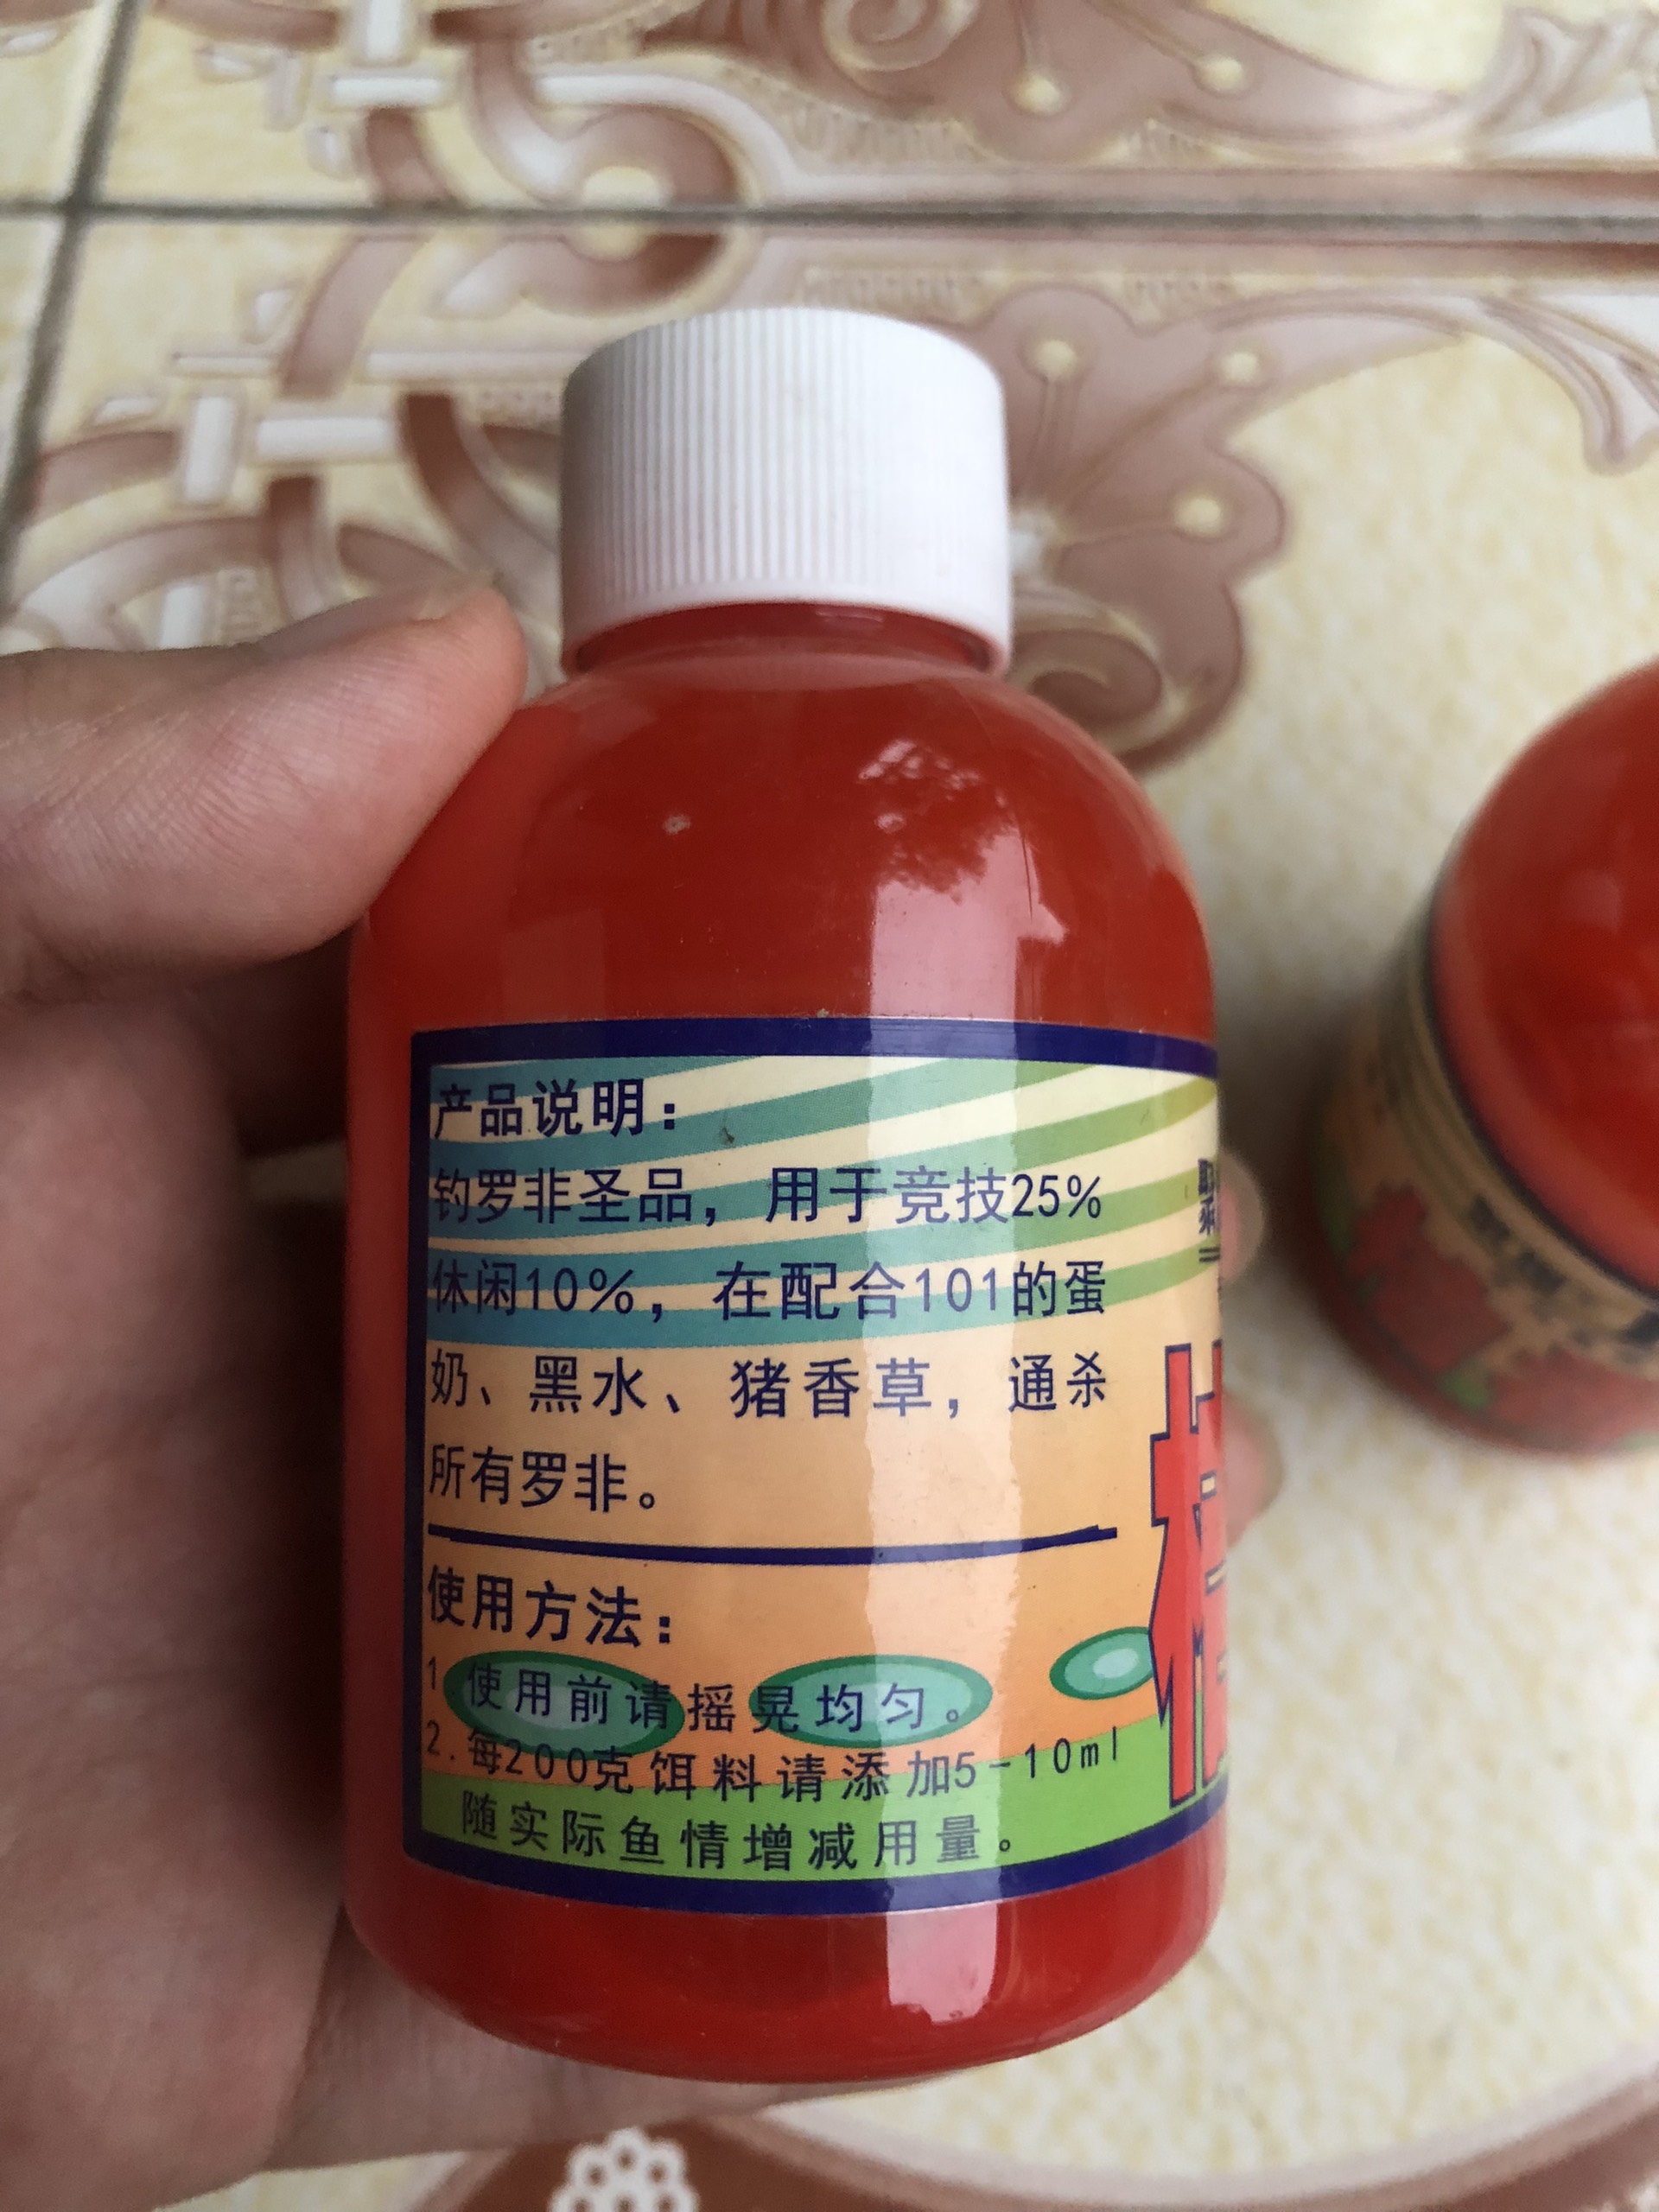 产品说明：
钓罗非圣品，用于竞技25%
休闲10%，在配合101的蛋
奶、黑水、猪香草，通杀
所有罗非。
使用方法：
1 使用前请摇晃均匀。
2.每200克饵料请添加5-10ml
随实际鱼情增减用量。